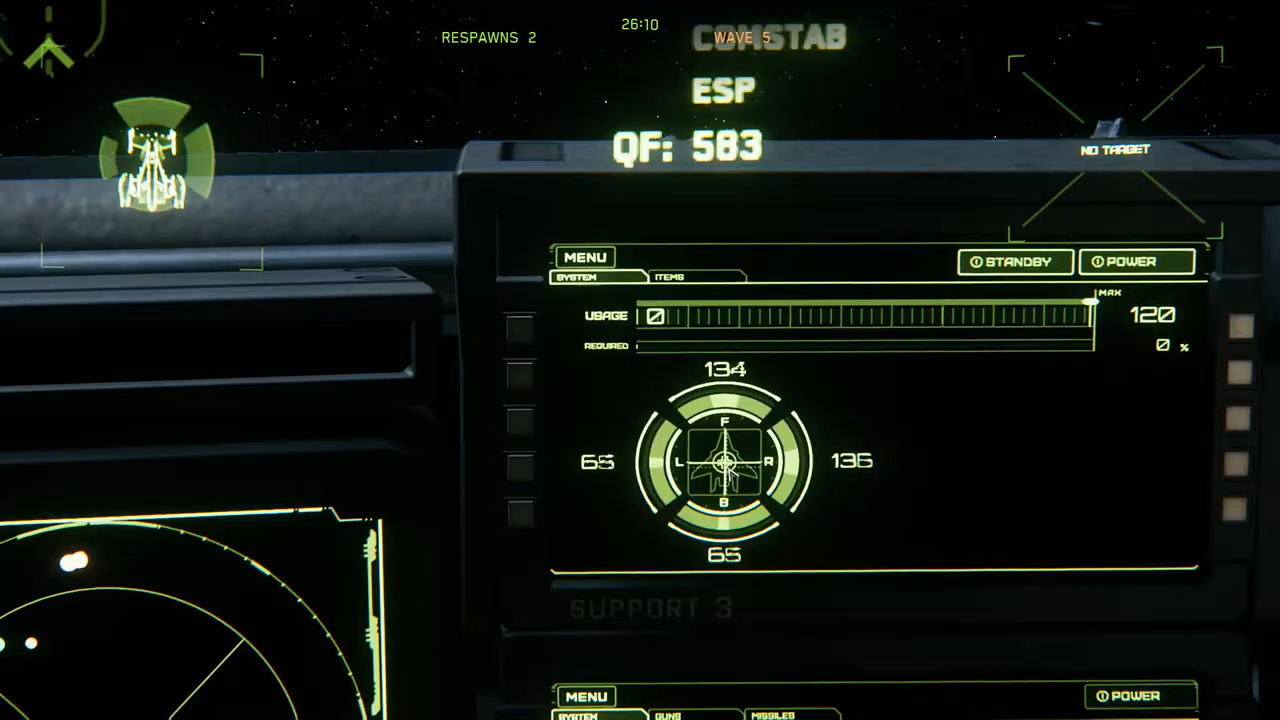 26:10
RESPAWNS 2
WAVE 5
COMSTAB
ESP
QF: 583
NO TARGET
MENU
STANDBY
POWER
SYSTEM
ITEMS
MAX
USAGE
120
REQUIRED
0 %
134
F
65
L
R
135
B
65
SUPPORT 3
MENU
POWER
SYSTEM
GUNS
MISSILES